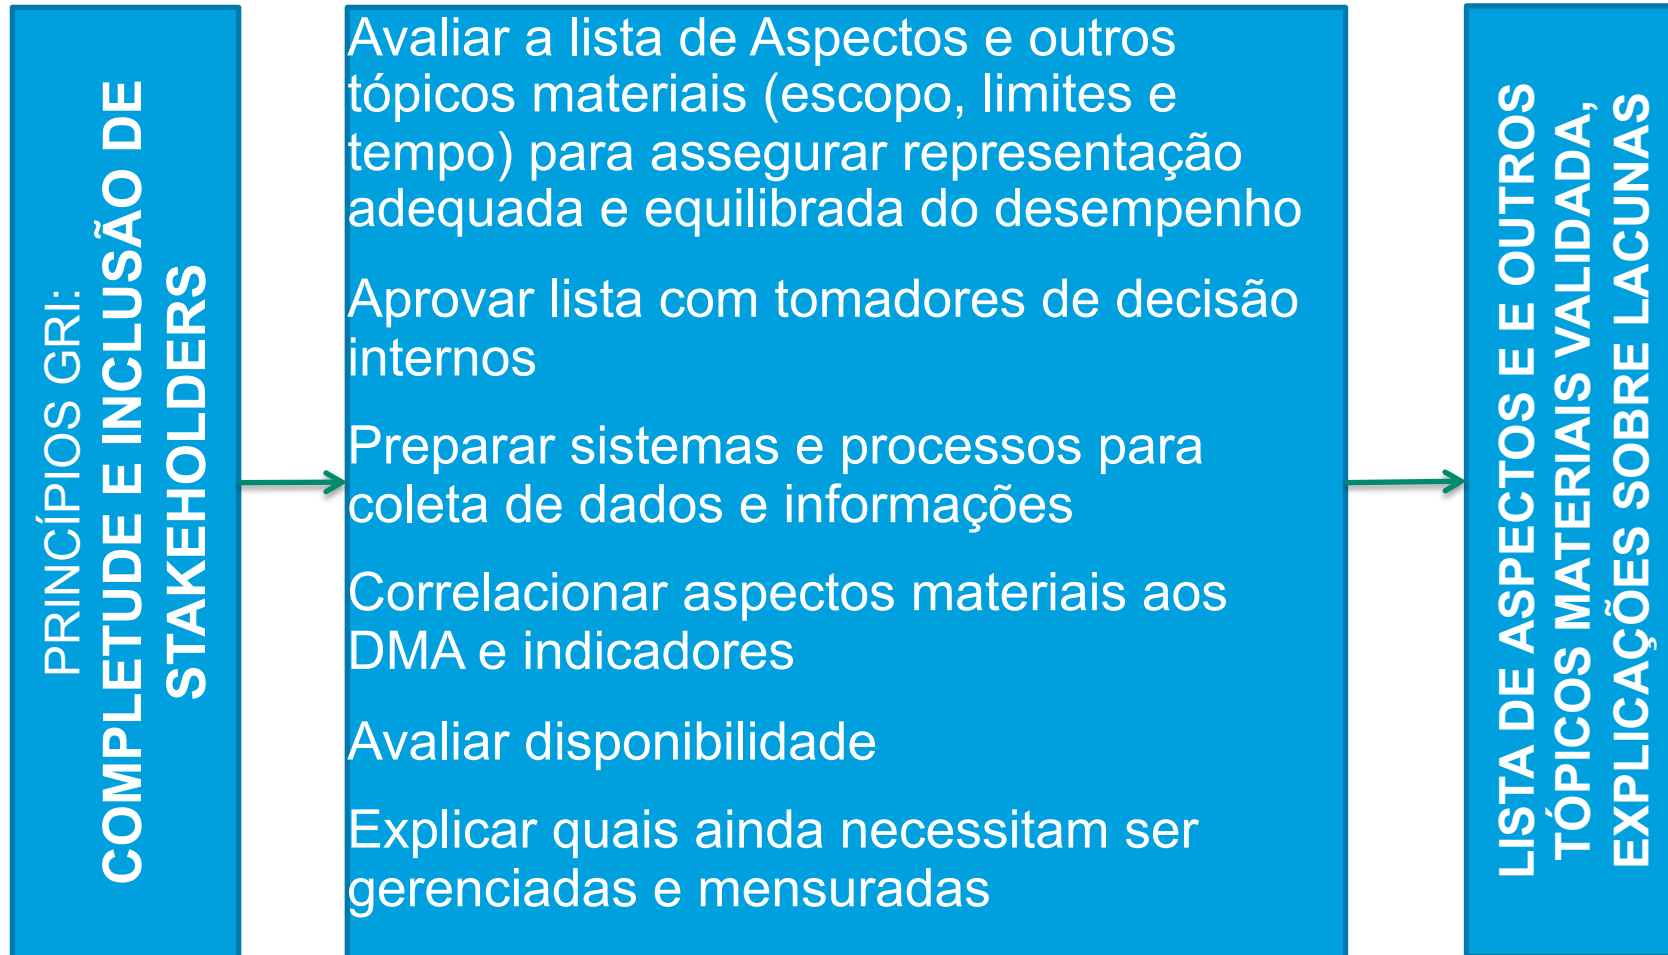 PRINCÍPIOS GRI:
COMPLETUDE E INCLUSÃO DE
STAKEHOLDERS
Avaliar a lista de Aspectos e outros
tópicos materiais (escopo, limites e
tempo) para assegurar representação
adequada e equilibrada do desempenho
Aprovar lista com tomadores de decisão
internos
Preparar sistemas e processos para
coleta de dados e informações
Correlacionar aspectos materiais aos
DMA e indicadores
Avaliar disponibilidade
Explicar quais ainda necessitam ser
gerenciadas e mensuradas
LISTA DE ASPECTOS E E OUTROS
TÓPICOS MATERIAIS VALIDADA,
EXPLICAÇÕES SOBRE LACUNAS